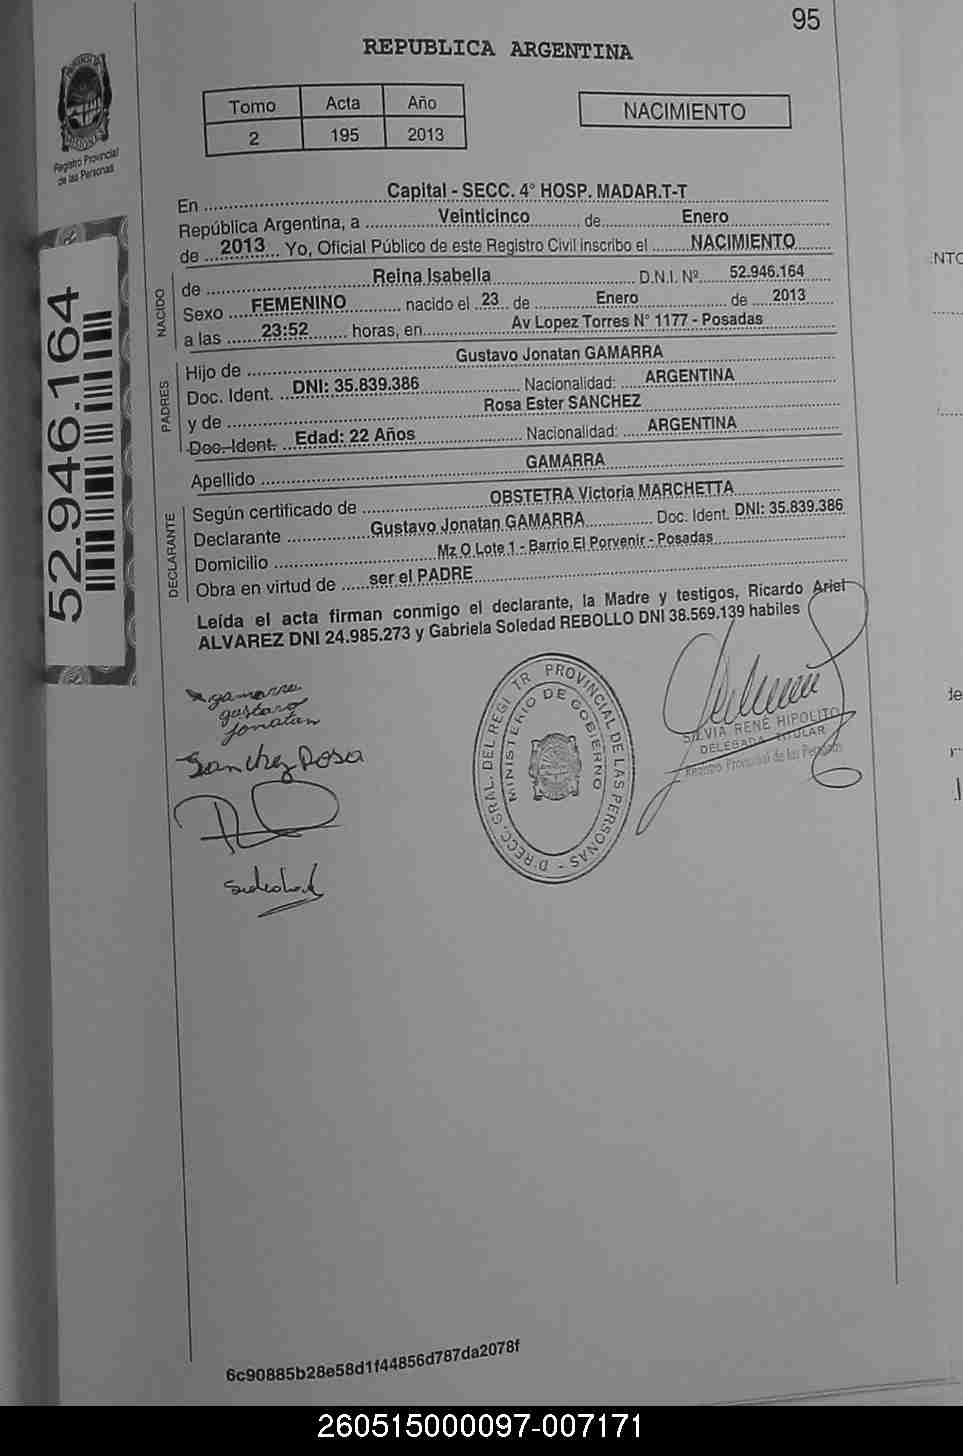 95
REPUBLICA ARGENTINA
Registro Provincial
de las Personas
Tomo Acta Año
2 195 2013
NACIMIENTO
En Capital - SECC. 4° HOSP. MADAR.T-T
República Argentina, a Veinticinco de Enero
de 2013 Yo, Oficial Público de este Registro Civil inscribo el NACIMIENTO
NACIDO
de Reina Isabella D.N.I. Nº 52.946.164
Sexo FEMENINO nacido el 23 de Enero de 2013
a las 23:52 horas, en Av Lopez Torres N° 1177 - Posadas
PADRES
Hijo de Gustavo Jonatan GAMARRA
Doc. Ident. DNI: 35.839.386 Nacionalidad: ARGENTINA
y de Rosa Ester SANCHEZ
Doc. Ident. Edad: 22 Años Nacionalidad: ARGENTINA
Apellido GAMARRA
DECLARANTE
Según certificado de OBSTETRA Victoria MARCHETTA
Declarante Gustavo Jonatan GAMARRA Doc. Ident. DNI: 35.839.386
Domicilio Mz O Lote 1 - Barrio El Porvenir - Posadas
Obra en virtud de ser el PADRE
Leída el acta firman conmigo el declarante, la Madre y testigos, Ricardo Ariel
ALVAREZ DNI 24.985.273 y Gabriela Soledad REBOLLO DNI 38.569.139 habiles
52.946.164
gamarra
gustavo
Jonatan
Sanchez Rosa
DIRECC. GRAL. DEL REGISTR. PROVINCIAL DE LAS PERSONAS
MINISTERIO DE GOBIERNO
SILVIA RENÉ HIPOLITO
DELEGADA TITULAR
Registro Provincial de las Personas
6c90885b28e58d1f44856d787da2078f
260515000097-007171